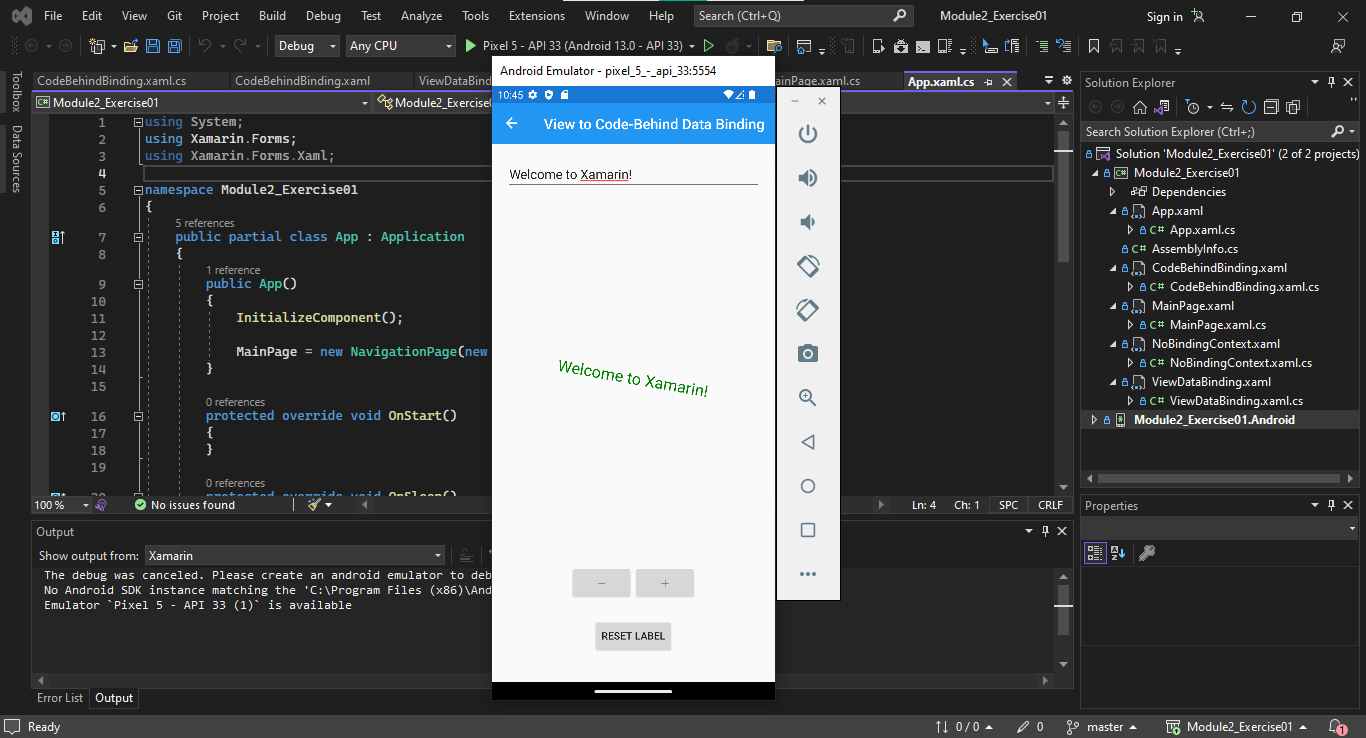 File Edit View Git Project Build Debug Test Analyze Tools Extensions Window Help Search (Ctrl+Q) Module2_Exercise01 Sign in
Debug Any CPU Pixel 5 - API 33 (Android 13.0 - API 33)
Toolbox
Data Sources
CodeBehindBinding.xaml.cs CodeBehindBinding.xaml ViewDataBind ainPage.xaml.cs App.xaml.cs
C# Module2_Exercise01 Module2_Exercise01
1 using System;
2 using Xamarin.Forms;
3 using Xamarin.Forms.Xaml;
4
5 namespace Module2_Exercise01
6 {
5 references
7 public partial class App : Application
8 {
1 reference
9 public App()
10 {
11 InitializeComponent();
12
13 MainPage = new NavigationPage(new
14 }
15
0 references
16 protected override void OnStart()
17 {
18 }
19
0 references
20 protected override void OnSleep()
100 % No issues found Ln: 4 Ch: 1 SPC CRLF
Output
Show output from: Xamarin
The debug was canceled. Please create an android emulator to deb
No Android SDK instance matching the 'C:\Program Files (x86)\And
Emulator `Pixel 5 - API 33 (1)` is available
Error List Output
Android Emulator - pixel_5_-_api_33:5554
10:45
View to Code-Behind Data Binding
Welcome to Xamarin!
Welcome to Xamarin!
− +
RESET LABEL
Solution Explorer
Search Solution Explorer (Ctrl+;)
Solution 'Module2_Exercise01' (2 of 2 projects)
C# Module2_Exercise01
Dependencies
App.xaml
C# App.xaml.cs
C# AssemblyInfo.cs
CodeBehindBinding.xaml
C# CodeBehindBinding.xaml.cs
MainPage.xaml
C# MainPage.xaml.cs
NoBindingContext.xaml
C# NoBindingContext.xaml.cs
ViewDataBinding.xaml
C# ViewDataBinding.xaml.cs
Module2_Exercise01.Android
Properties
Ready 0 / 0 0 master Module2_Exercise01 1